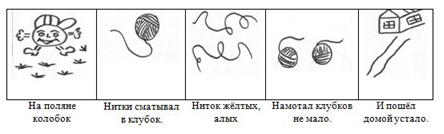 На поляне
колобок
Нитки сматывал
в клубок.
Ниток жёлтых,
алых
Намотал клубков
не мало.
И пошёл
домой устало.